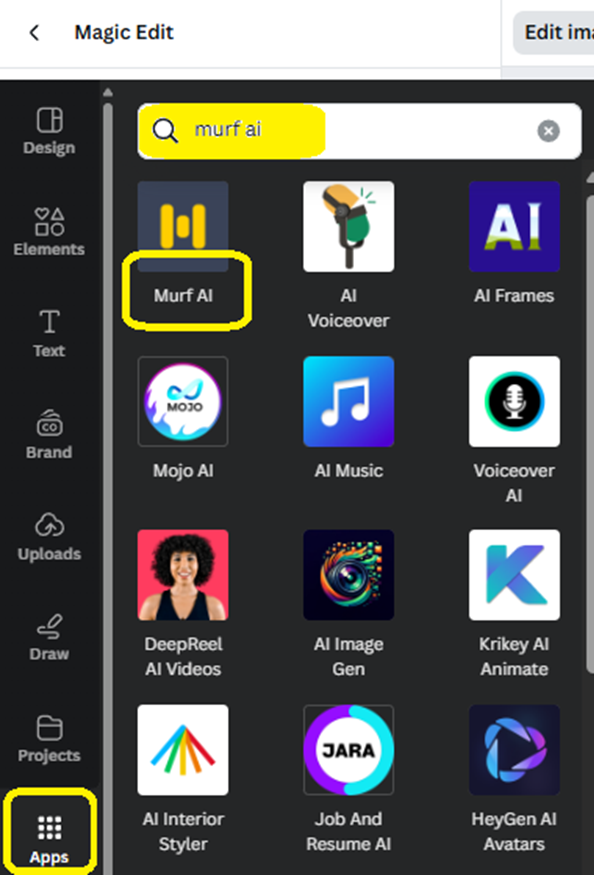 Magic Edit
Edit ima
murf ai
Design
Elements
Text
CO
Brand
Uploads
Draw
Projects
Apps
Murf AI
AI
Voiceover
AI
AI Frames
MOJO
Mojo AI
AI Music
Voiceover
AI
DeepReel
AI Videos
AI Image
Gen
Krikey AI
Animate
AI Interior
Styler
JARA
Job And
Resume AI
HeyGen AI
Avatars